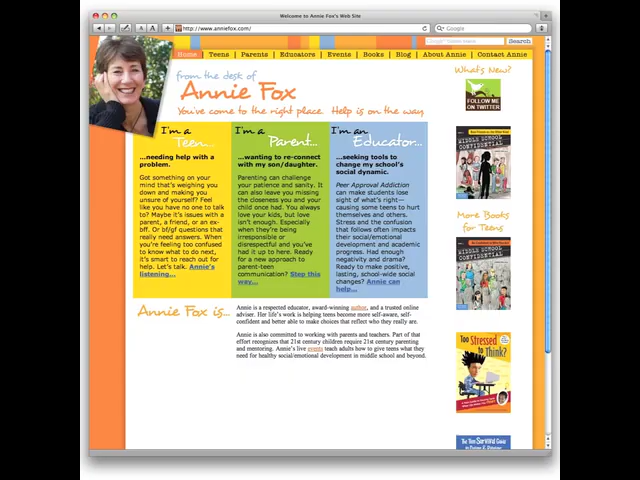 Welcome to Annie Fox's Web Site
http://www.anniefox.com/
Google
Search
Home | Teens | Parents | Educators | Events | Books | Blog | About Annie | Contact Annie
from the desk of
Annie Fox
You've come to the right place Help is on the way
What's New?
FOLLOW ME
ON TWITTER
MIDDLE SCHOOL
CONFIDENTIAL
More Books
for Teens
MIDDLE SCHOOL
CONFIDENTIAL
Too Stressed
to Think?
The Teen Survival Guide
I'm a
Teen...
...needing help with a
problem.
Got something on your
mind that's weighing you
down and making you
unsure of yourself? Feel
like you have no one to talk
to? Maybe it's issues with a
parent, a friend, or an ex-
bf. Or bf/gf questions that
really need answers. When
you're feeling too confused
to know what to do next,
it's smart to reach out for
help. Let's talk. Annie's
listening...
I'm a
Parent...
...wanting to re-connect
with my son/daughter.
Parenting can challenge
your patience and sanity. It
can also leave you missing
the closeness you and your
child once had. You always
love your kids, but love
isn't enough. Especially
when they're being
irresponsible or
disrespectful and you've
had it up to here. Ready
for a new approach to
parent-teen
communication? Step this
way...
I'm an
Educator...
...seeking tools to
change my school's
social dynamic.
Peer Approval Addiction
can make students lose
sight of what's right—
causing some teens to hurt
themselves and others.
Stress and the confusion
that follows often impacts
their social/emotional
development and academic
progress. Had enough
negativity and drama?
Ready to make positive,
lasting, school-wide social
changes? Annie can
help...
Annie Fox is...
Annie is a respected educator, award-winning author, and a trusted online
adviser. Her life's work is helping teens become more self-aware, self-
confident and better able to make choices that reflect who they really are.
Annie is also committed to working with parents and teachers. Part of that
effort recognizes that 21st century children require 21st century parenting
and mentoring. Annie's live events teach adults how to give teens what they
need for healthy social/emotional development in middle school and beyond.